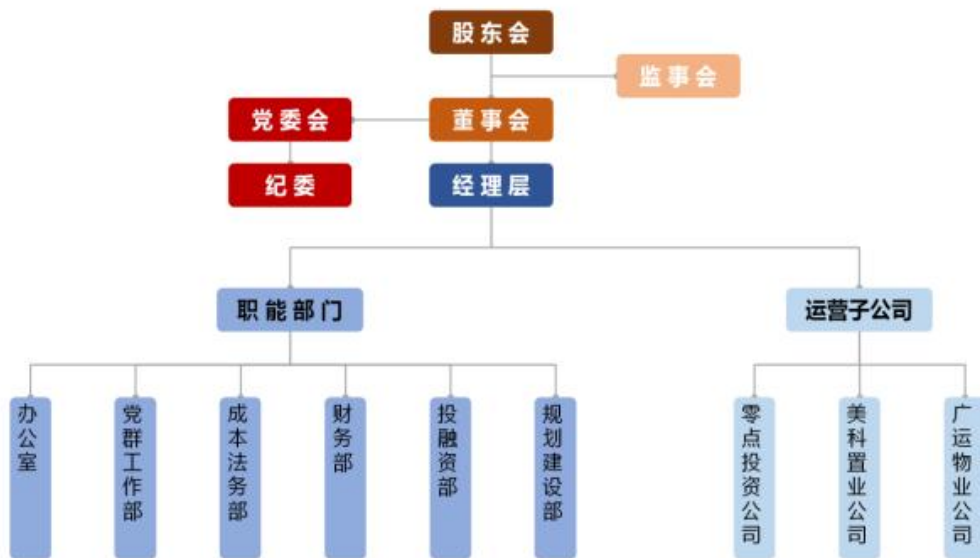 股东会
监事会
党委会
董事会
纪委
经理层
职能部门
运营子公司
办公室
党群工作部
成本法务部
财务部
投融资部
规划建设部
零点投资公司
美科置业公司
广运物业公司